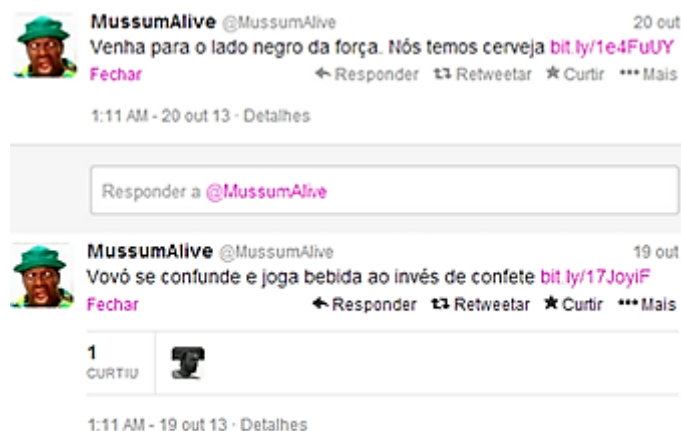 MussumAlive @MussumAlive 20 out
Venha para o lado negro da força. Nós temos cerveja bit.ly/1e4FuUY
Fechar Responder Retweetar Curtir Mais
1:11 AM - 20 out 13 · Detalhes
Responder a @MussumAlive
MussumAlive @MussumAlive 19 out
Vovó se confunde e joga bebida ao invés de confete bit.ly/17JoyiF
Fechar Responder Retweetar Curtir Mais
1
CURTIU
1:11 AM - 19 out 13 · Detalhes